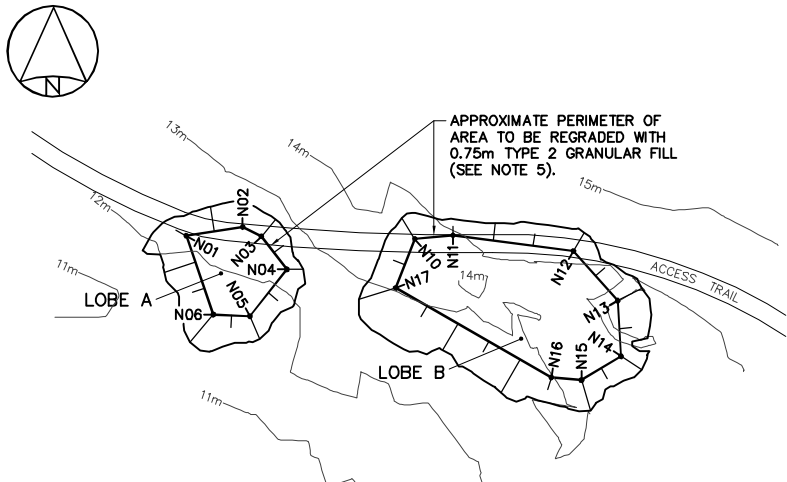 N
APPROXIMATE PERIMETER OF
AREA TO BE REGRADED WITH
0.75m TYPE 2 GRANULAR FILL
(SEE NOTE 5).
13m
14m
15m
12m
11m
N02
N01
N03
N04
N05
N06
LOBE A
N10
N11
N12
N17
14m
ACCESS TRAIL
N13
N14
N15
N16
LOBE B
11m